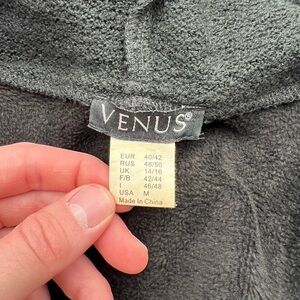 VENUS®
EUR 40/42
RUS 48/50
UK 14/16
F/B 42/44
I 46/48
USA M
Made In China